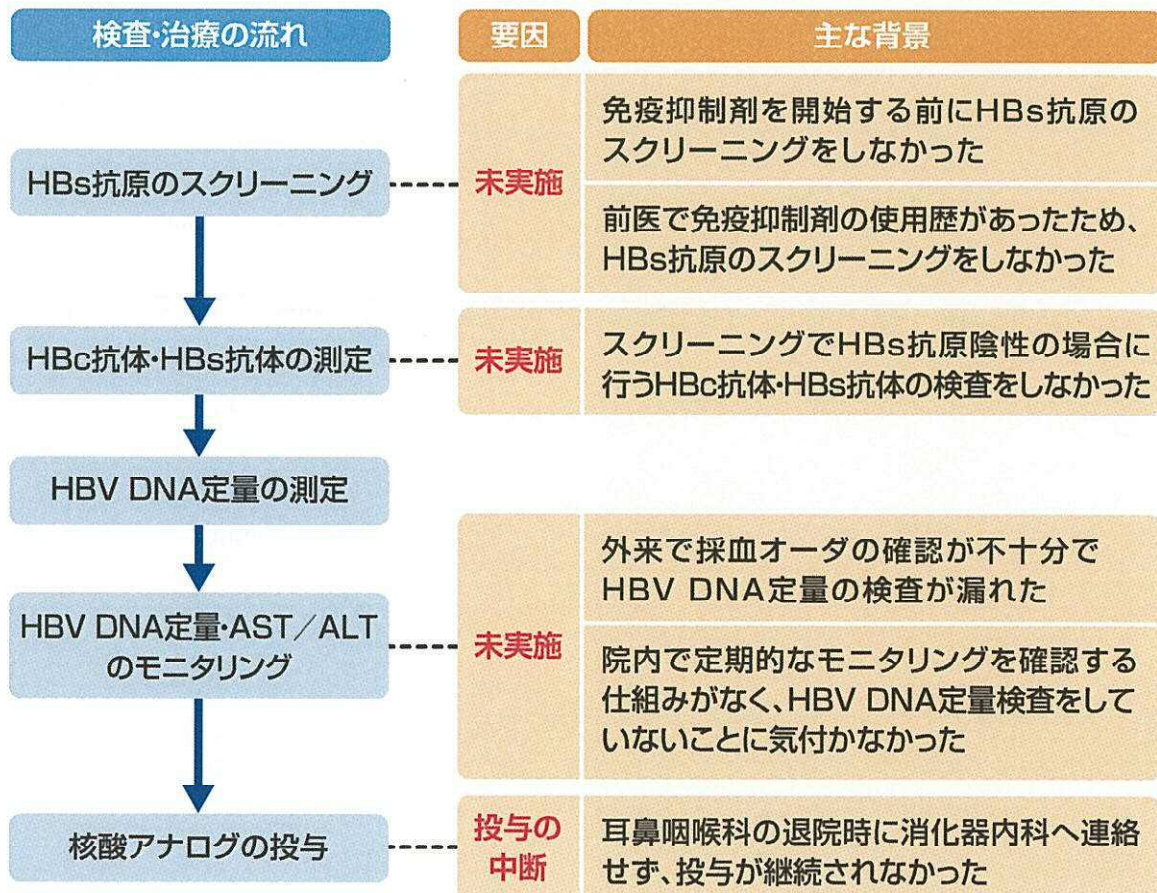 検査・治療の流れ
要因
主な背景
HBs抗原のスクリーニング
未実施
免疫抑制剤を開始する前にHBs抗原の
スクリーニングをしなかった
前医で免疫抑制剤の使用歴があったため、
HBs抗原のスクリーニングをしなかった
HBc抗体・HBs抗体の測定
未実施
スクリーニングでHBs抗原陰性の場合に
行うHBc抗体・HBs抗体の検査をしなかった
HBV DNA定量の測定
HBV DNA定量・AST／ALT
のモニタリング
未実施
外来で採血オーダの確認が不十分で
HBV DNA定量の検査が漏れた
院内で定期的なモニタリングを確認する
仕組みがなく、HBV DNA定量検査をして
いないことに気付かなかった
核酸アナログの投与
投与の
中断
耳鼻咽喉科の退院時に消化器内科へ連絡
せず、投与が継続されなかった